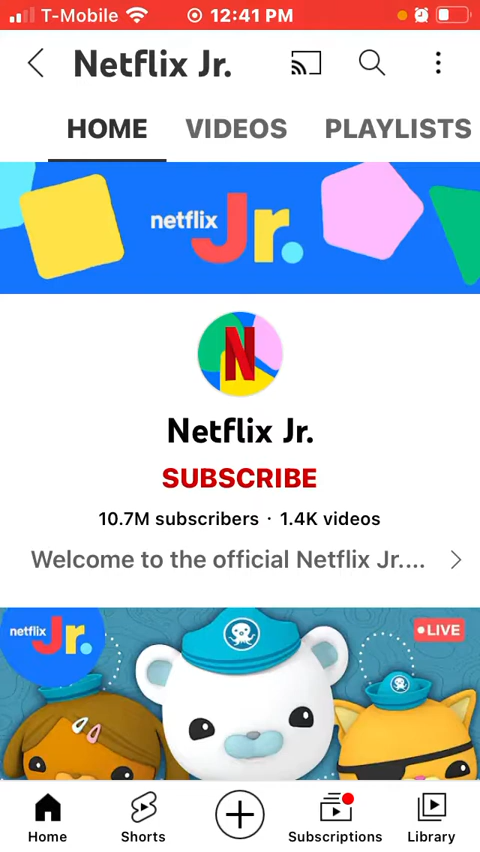 T-Mobile 12:41 PM
Netflix Jr.
HOME VIDEOS PLAYLISTS
netflix Jr.
N
Netflix Jr.
SUBSCRIBE
10.7M subscribers · 1.4K videos
Welcome to the official Netflix Jr....
netflix Jr.
LIVE
Home Shorts Subscriptions Library